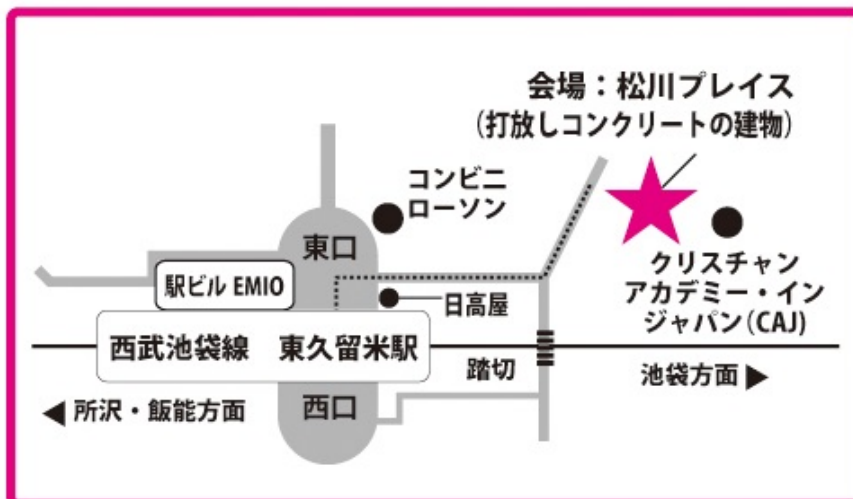 会場：松川プレイス
(打放しコンクリートの建物)
コンビニ
ローソン
東口
駅ビル EMIO
日高屋
クリスチャン
アカデミー・イン
ジャパン(CAJ)
西武池袋線　東久留米駅
踏切
池袋方面▶
◀所沢・飯能方面
西口